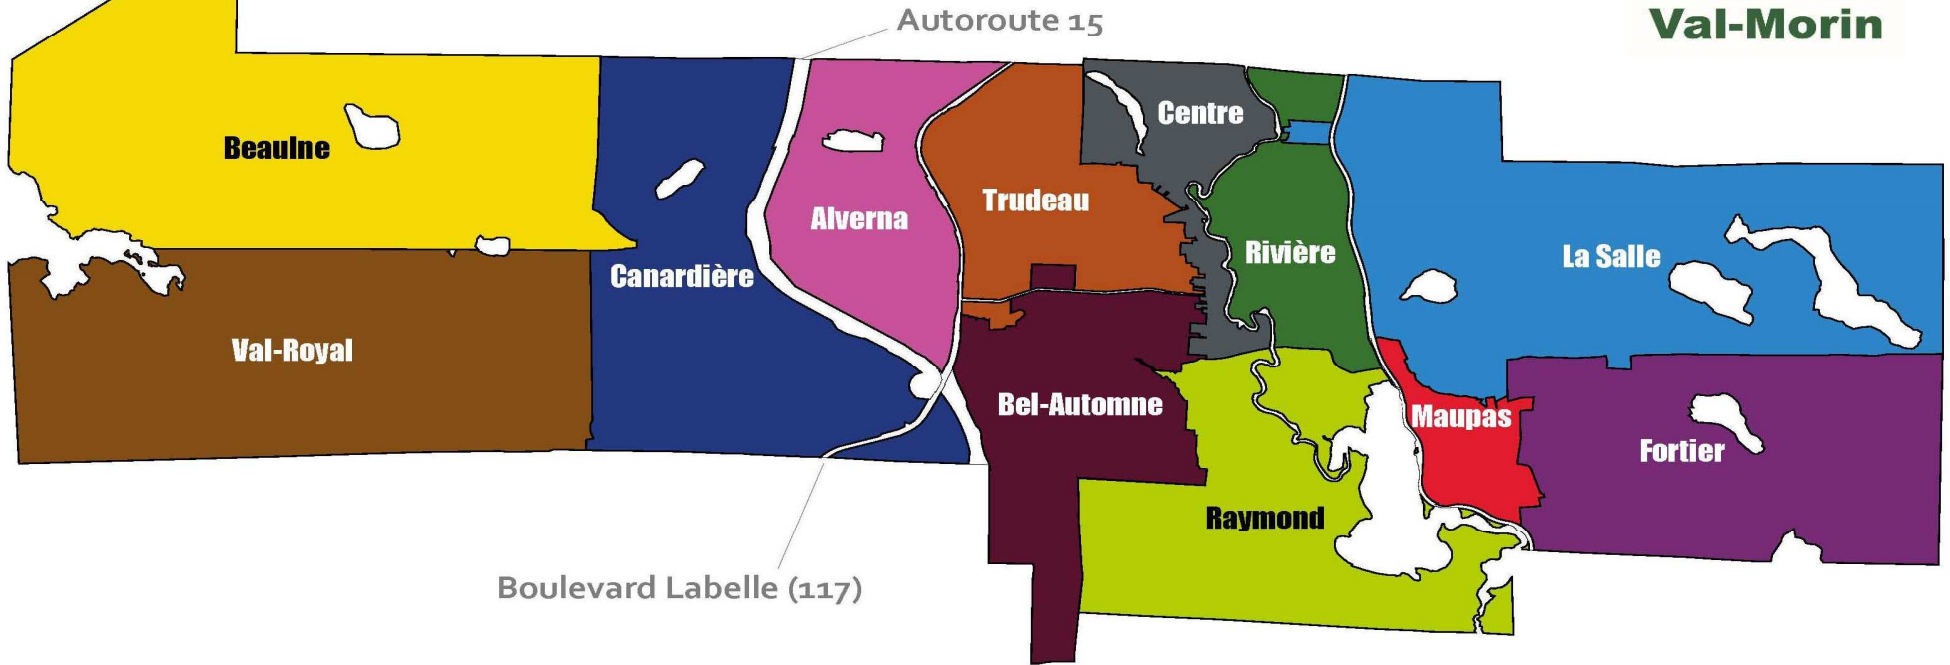 Autoroute 15
Val-Morin
Centre
Beaulne
Trudeau
Alverna
Rivière
La Salle
Canardière
Val-Royal
Bel-Automne
Maupas
Fortier
Raymond
Boulevard Labelle (117)